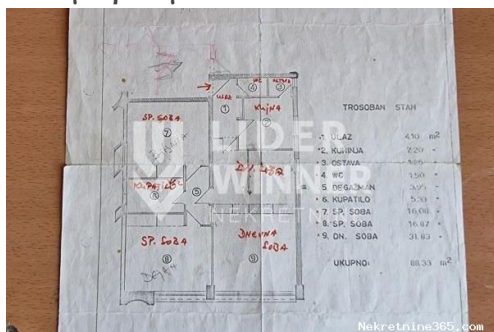 TROSOBAN STAN
1. ULAZ 4.10 m²
2. KUHINJA 7.20 "
3. OSTAVA
4. WC 1.50 "
5. DEGAŽMAN 3.95 "
6. KUPATILO 5.30 "
7. SP. SOBA 16.08 "
8. SP. SOBA 16.87 "
9. DN. SOBA 31.83 "
UKUPNO: 88.33 m²
WC
ULAZ
KUJNA
SP. SOBA
SP. SOBA
DNEVNA
SOBA
LIDER
WINNER
NEKRETNINE
Nekretnine365.com